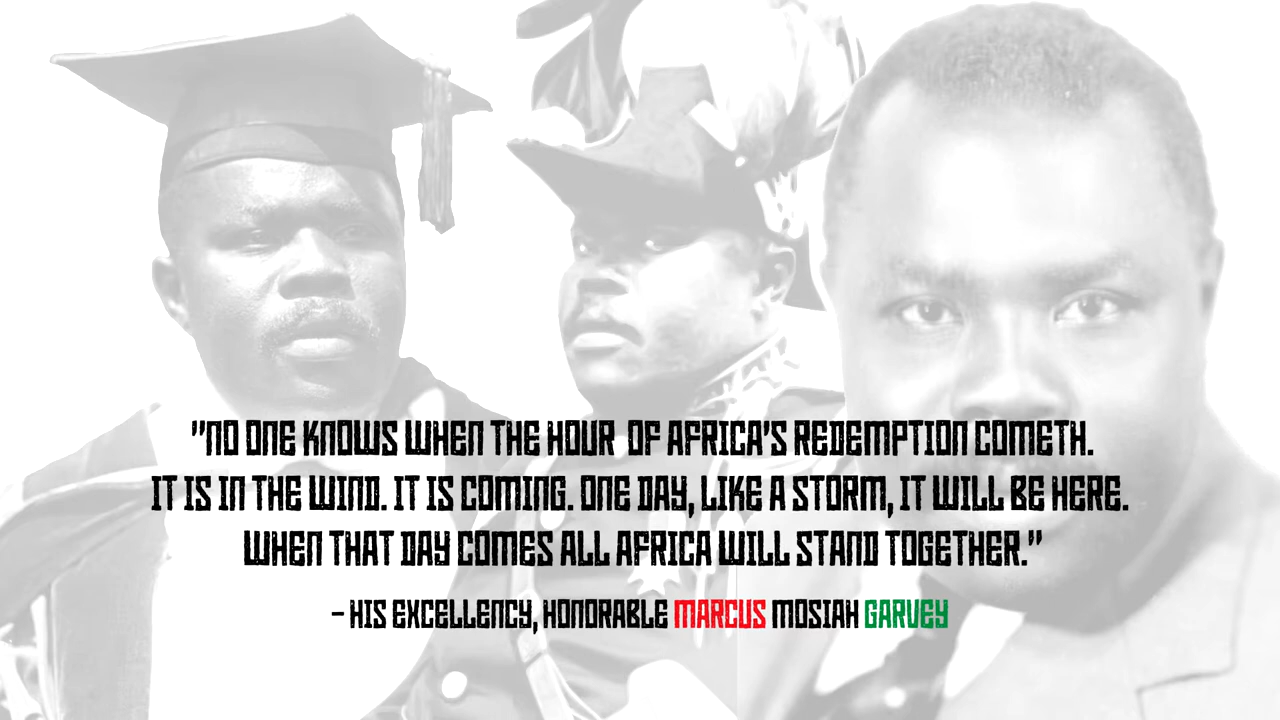 "NO ONE KNOWS WHEN THE HOUR OF AFRICA'S REDEMPTION COMETH.
IT IS IN THE WIND. IT IS COMING. ONE DAY, LIKE A STORM, IT WILL BE HERE.
WHEN THAT DAY COMES ALL AFRICA WILL STAND TOGETHER."
– HIS EXCELLENCY, HONORABLE MARCUS MOSIAH GARVEY